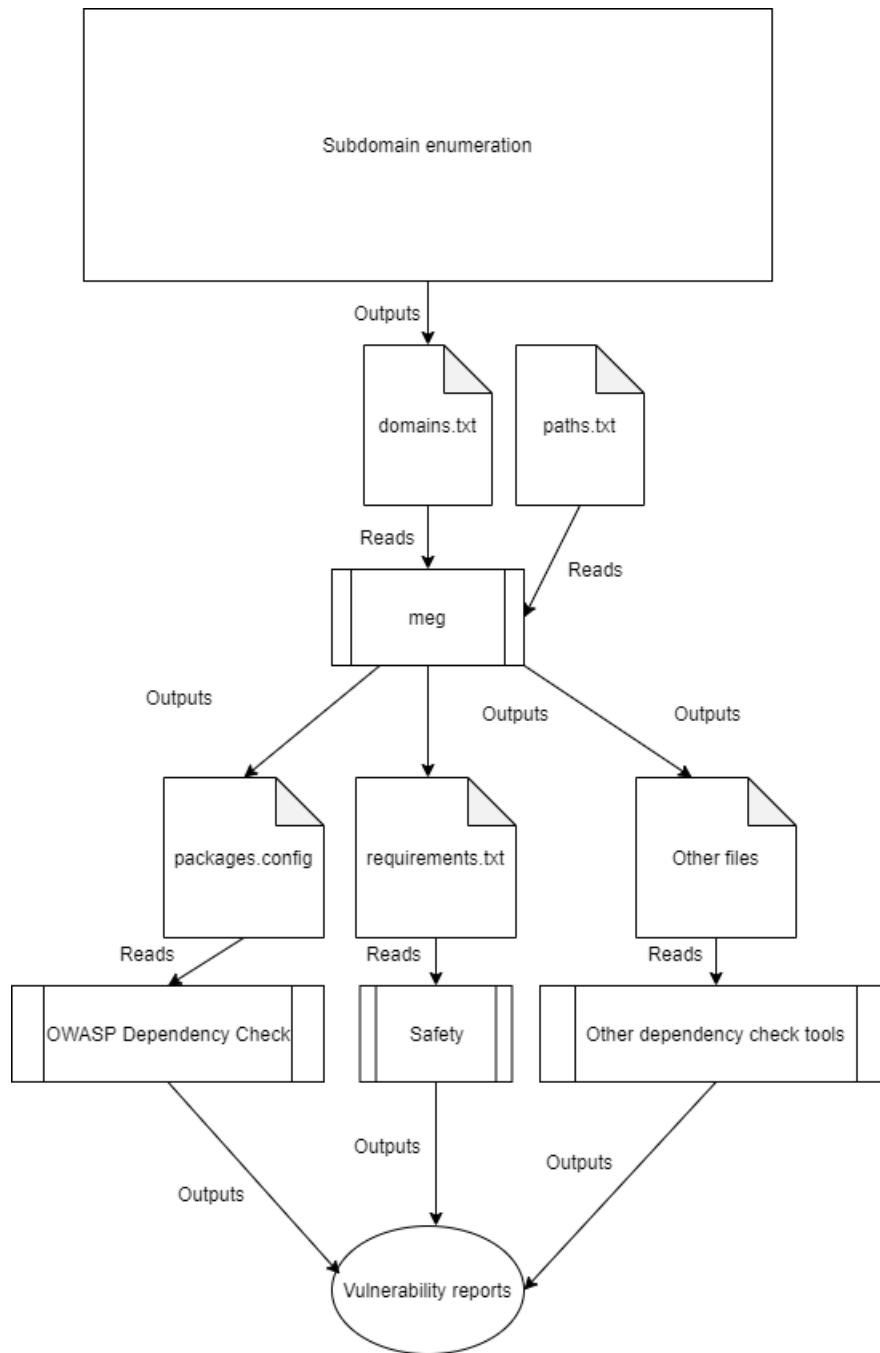 Subdomain enumeration
Outputs
domains.txt
paths.txt
Reads
Reads
meg
Outputs
Outputs
Outputs
packages.config
requirements.txt
Other files
Reads
Reads
Reads
OWASP Dependency Check
Safety
Other dependency check tools
Outputs
Outputs
Outputs
Vulnerability reports